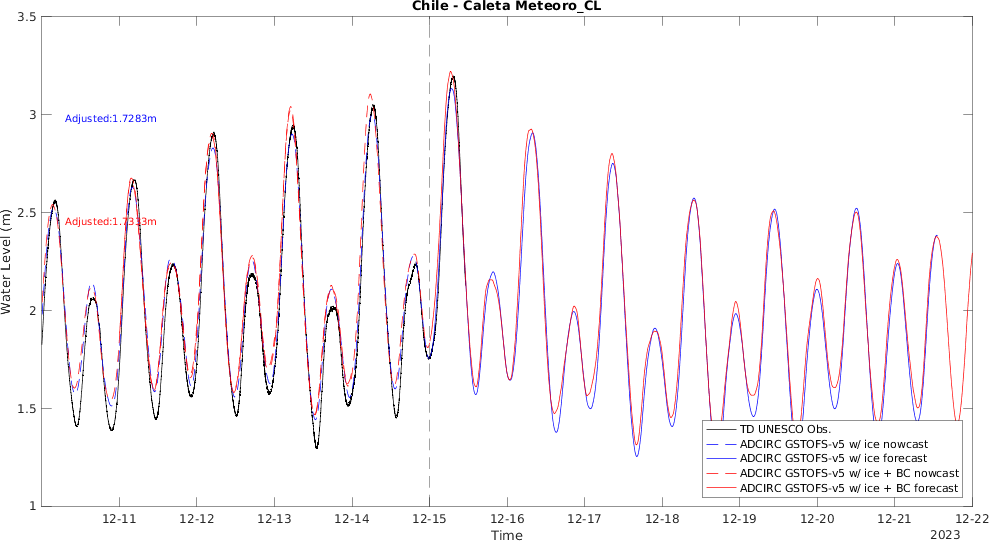 Chile - Caleta Meteoro_CL
3.5
3
2.5
2
1.5
1
Water Level (m)
Adjusted:1.7283m
Adjusted:1.7333m
TD UNESCO Obs.
ADCIRC GSTOFS-v5 w/ ice nowcast
ADCIRC GSTOFS-v5 w/ ice forecast
ADCIRC GSTOFS-v5 w/ ice + BC nowcast
ADCIRC GSTOFS-v5 w/ ice + BC forecast
12-11 12-12 12-13 12-14 12-15 12-16 12-17 12-18 12-19 12-20 12-21 12-22
Time
2023